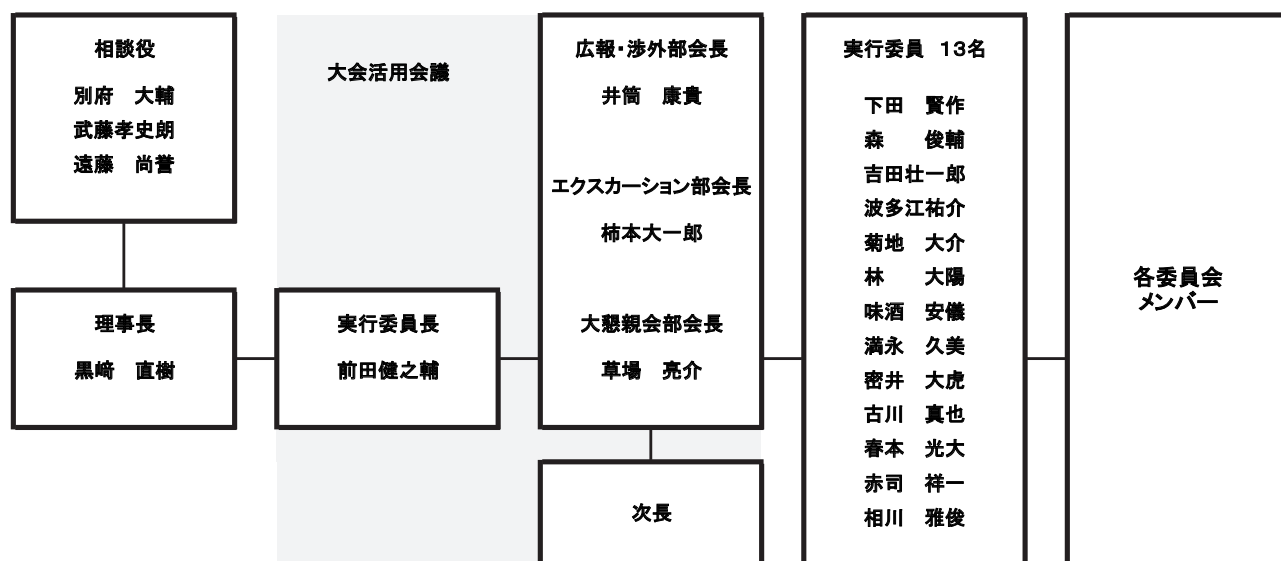 相談役
別府　大輔
武藤孝史朗
遠藤　尚誉
理事長
黒﨑　直樹
大会活用会議
実行委員長
前田健之輔
広報・渉外部会長
井筒　康貴
エクスカーション部会長
柿本大一郎
大懇親会部会長
草場　亮介
次長
実行委員　13名
下田　賢作
森　　俊輔
吉田壮一郎
波多江祐介
菊地　大介
林　　大陽
味酒　安儀
満永　久美
密井　大虎
古川　真也
春本　光大
赤司　祥一
相川　雅俊
各委員会
メンバー